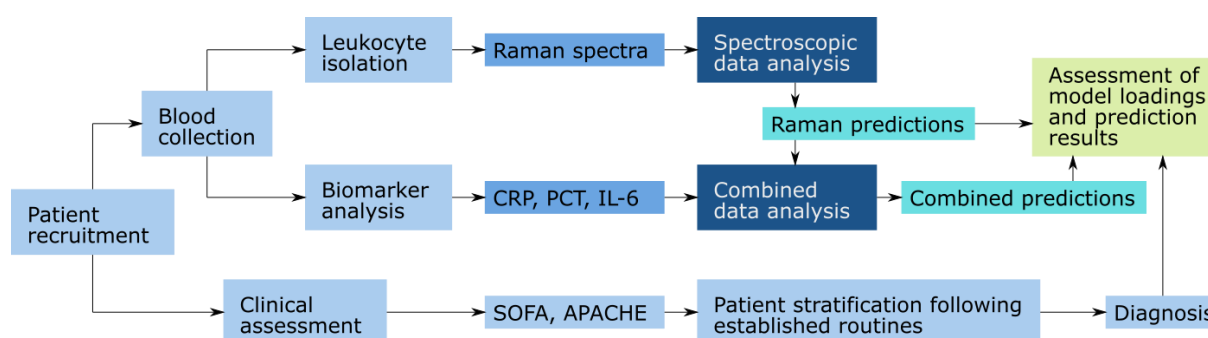 Leukocyte
isolation
Raman spectra
Spectroscopic
data analysis
Assessment of
model loadings
and prediction
results
Blood
collection
Raman predictions
Patient
recruitment
Biomarker
analysis
CRP, PCT, IL-6
Combined
data analysis
Combined predictions
Clinical
assessment
SOFA, APACHE
Patient stratification following
established routines
Diagnosis